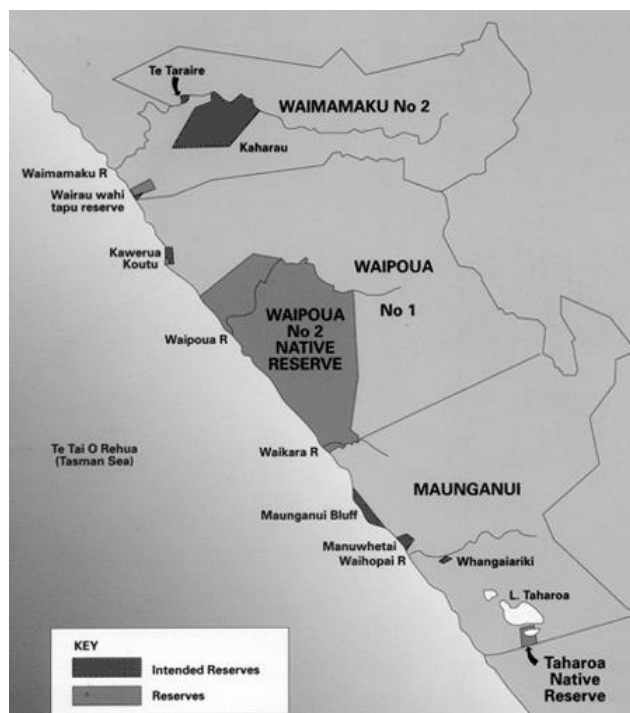 Te Taraire
WAIMAMAKU No 2
Kaharau
Waimamaku R
Wairau wahi
tapu reserve
Kawerua
Koutu
WAIPOUA
No 1
WAIPOUA
No 2
NATIVE
RESERVE
Waipoua R
Te Tai O Rehua
(Tasman Sea)
Waikara R
MAUNGANUI
Maunganui Bluff
Manuwhetai
Waihopai R
Whangaiariki
L. Taharoa
KEY
Intended Reserves
Reserves
Taharoa
Native
Reserve